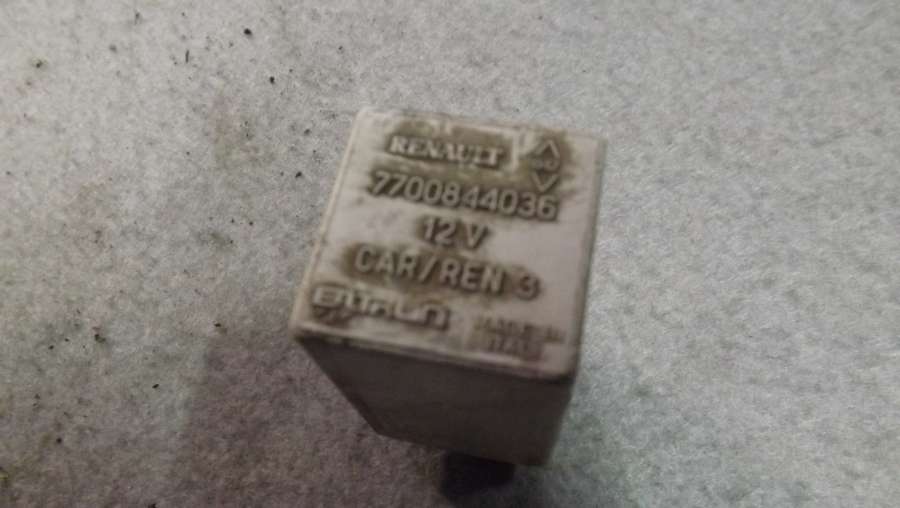 RENAULT
7700844036
12 V
CAR/REN 3
BITRON
MADE IN
ITALY